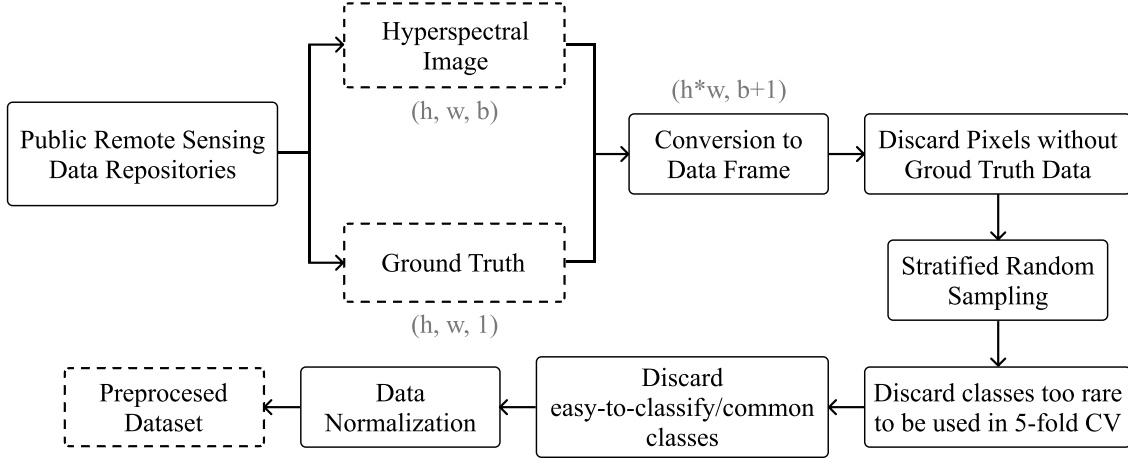 Public Remote Sensing
Data Repositories
Hyperspectral
Image
(h, w, b)
Ground Truth
(h, w, 1)
(h*w, b+1)
Conversion to
Data Frame
Discard Pixels without
Groud Truth Data
Stratified Random
Sampling
Discard classes too rare
to be used in 5-fold CV
Discard
easy-to-classify/common
classes
Data
Normalization
Preprocesed
Dataset